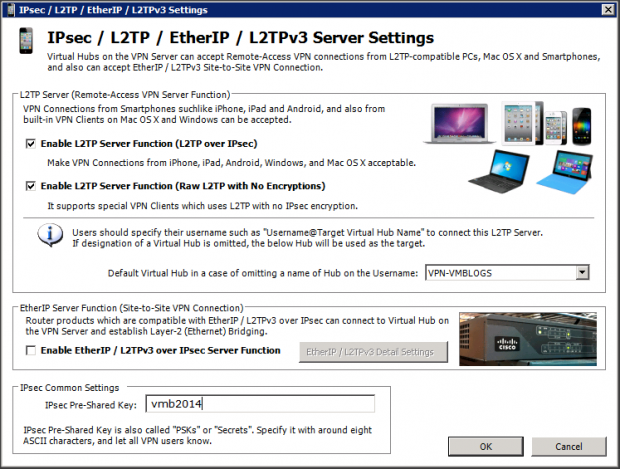 IPsec / L2TP / EtherIP / L2TPv3 Settings
IPsec / L2TP / EtherIP / L2TPv3 Server Settings
Virtual Hubs on the VPN Server can accept Remote-Access VPN connections from L2TP-compatible PCs, Mac OS X and Smartphones,
and also can accept EtherIP / L2TPv3 Site-to-Site VPN Connection.
L2TP Server (Remote-Access VPN Server Function)
VPN Connections from Smartphones suchlike iPhone, iPad and Android, and also from
built-in VPN Clients on Mac OS X and Windows can be accepted.
Enable L2TP Server Function (L2TP over IPsec)
Make VPN Connections from iPhone, iPad, Android, Windows, and Mac OS X acceptable.
Enable L2TP Server Function (Raw L2TP with No Encryptions)
It supports special VPN Clients which uses L2TP with no IPsec encryption.
Users should specify their username such as "Username@Target Virtual Hub Name" to connect this L2TP Server.
If designation of a Virtual Hub is omitted, the below Hub will be used as the target.
Default Virtual Hub in a case of omitting a name of Hub on the Username: VPN-VMBLOGS
EtherIP Server Function (Site-to-Site VPN Connection)
Router products which are compatible with EtherIP / L2TPv3 over IPsec can connect to Virtual Hub on
the VPN Server and establish Layer-2 (Ethernet) Bridging.
Enable EtherIP / L2TPv3 over IPsec Server Function
EtherIP / L2TPv3 Detail Settings
CISCO
IPsec Common Settings
IPsec Pre-Shared Key: vmb2014
IPsec Pre-Shared Key is also called "PSKs" or "Secrets". Specify it with around eight
ASCII characters, and let all VPN users know.
OK
Cancel